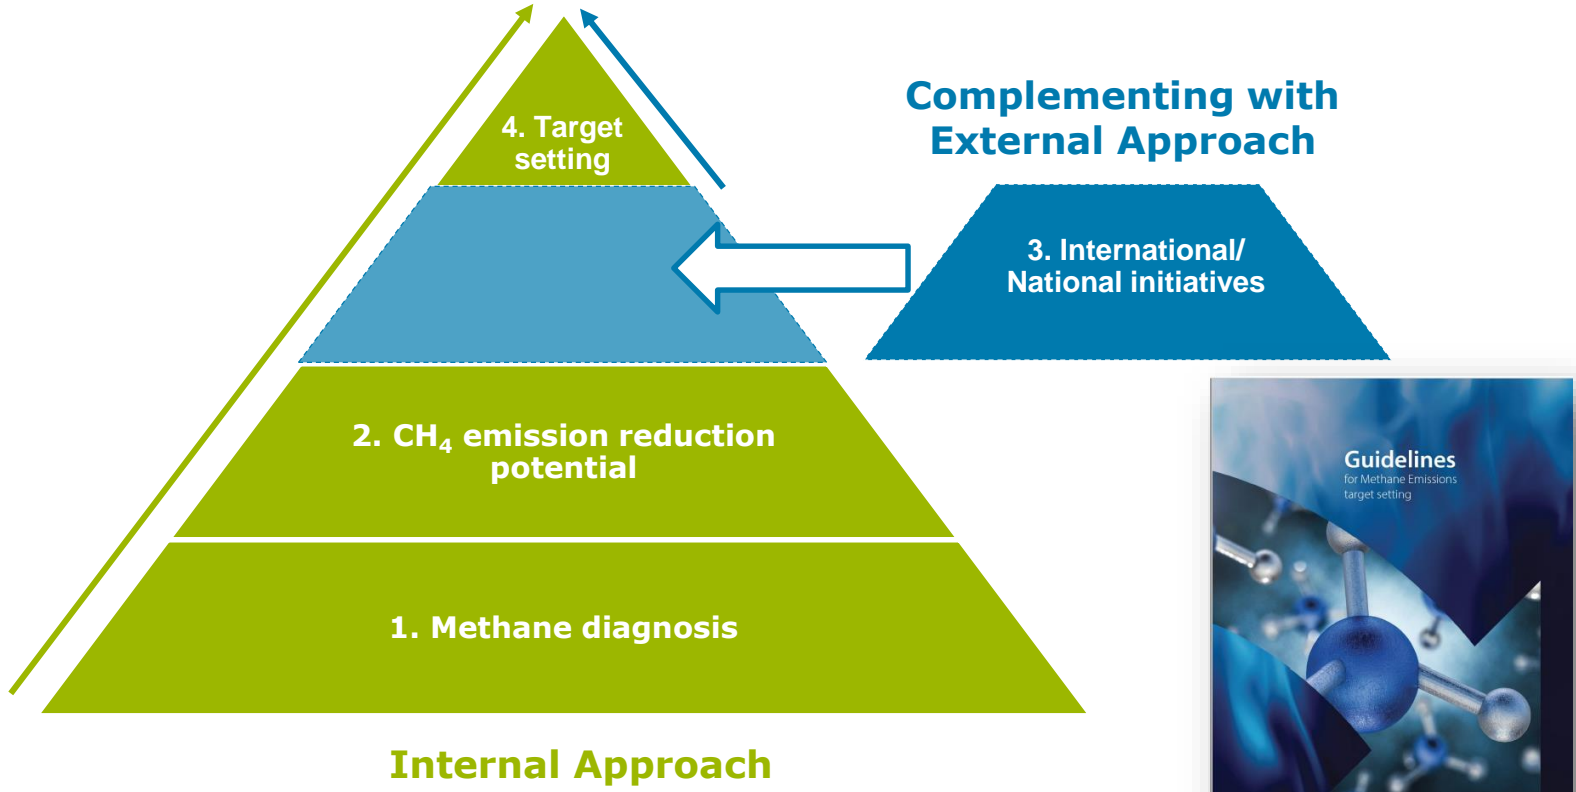 Complementing with
External Approach
4. Target
setting
3. International/
National initiatives
2. CH₄ emission reduction
potential
1. Methane diagnosis
Internal Approach
Guidelines
for Methane Emissions
target setting